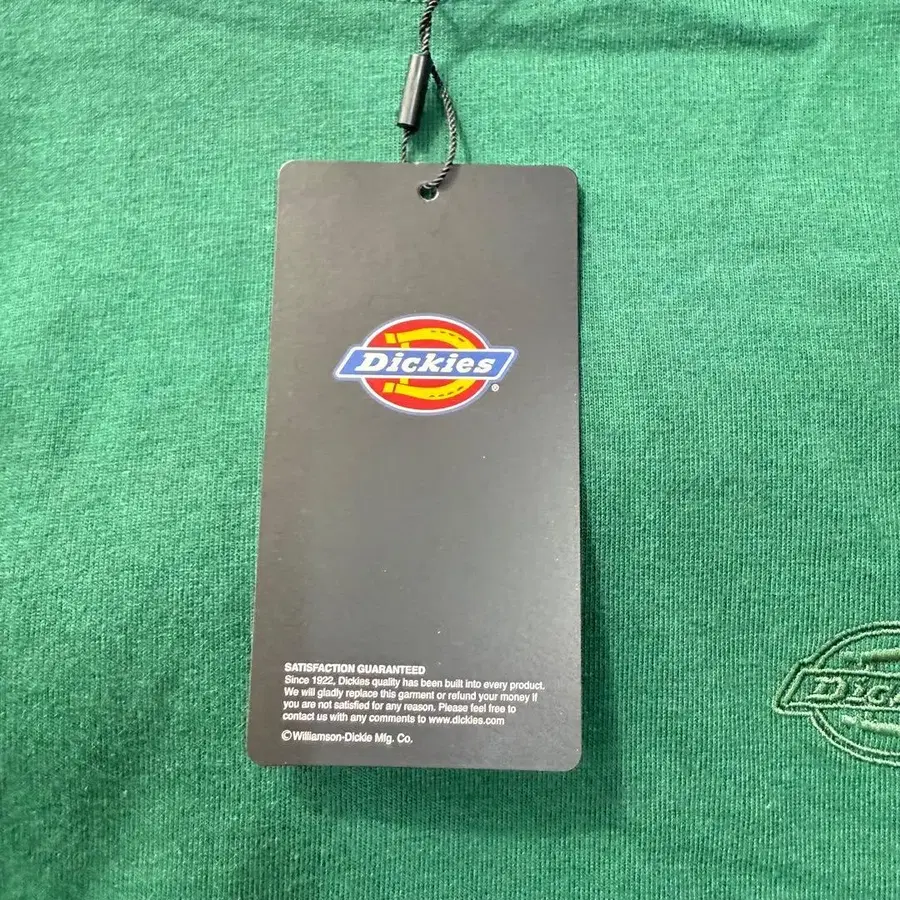 Dickies
®
SATISFACTION GUARANTEED
Since 1922, Dickies quality has been built into every product.
We will gladly replace this garment or refund your money if
you are not satisfied for any reason. Please feel free to
contact us with any comments to www.dickies.com
©Williamson-Dickie Mfg. Co.